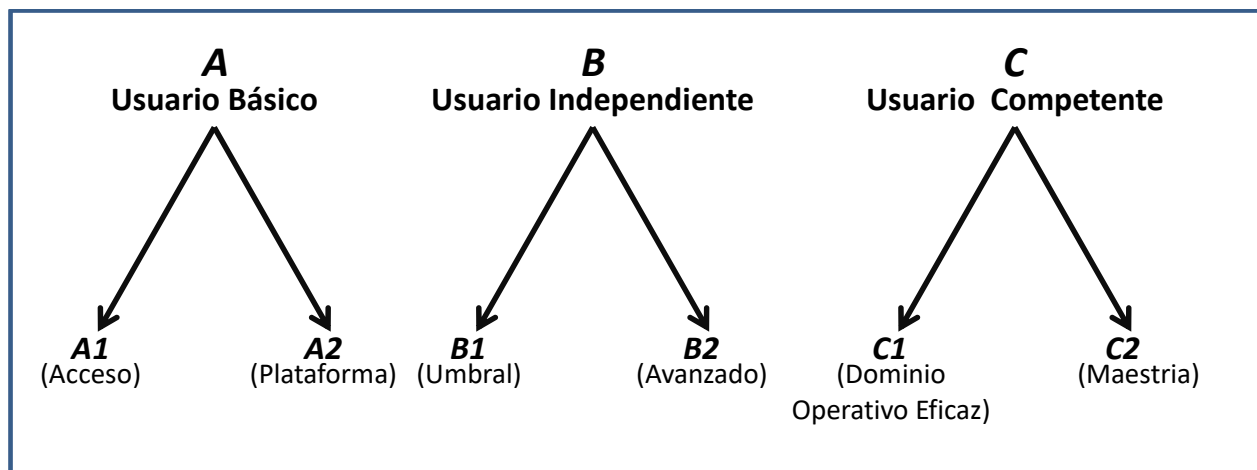 A
Usuario Básico
B
Usuario Independiente
C
Usuario Competente
A1
(Acceso)
A2
(Plataforma)
B1
(Umbral)
B2
(Avanzado)
C1
(Dominio
Operativo Eficaz)
C2
(Maestria)